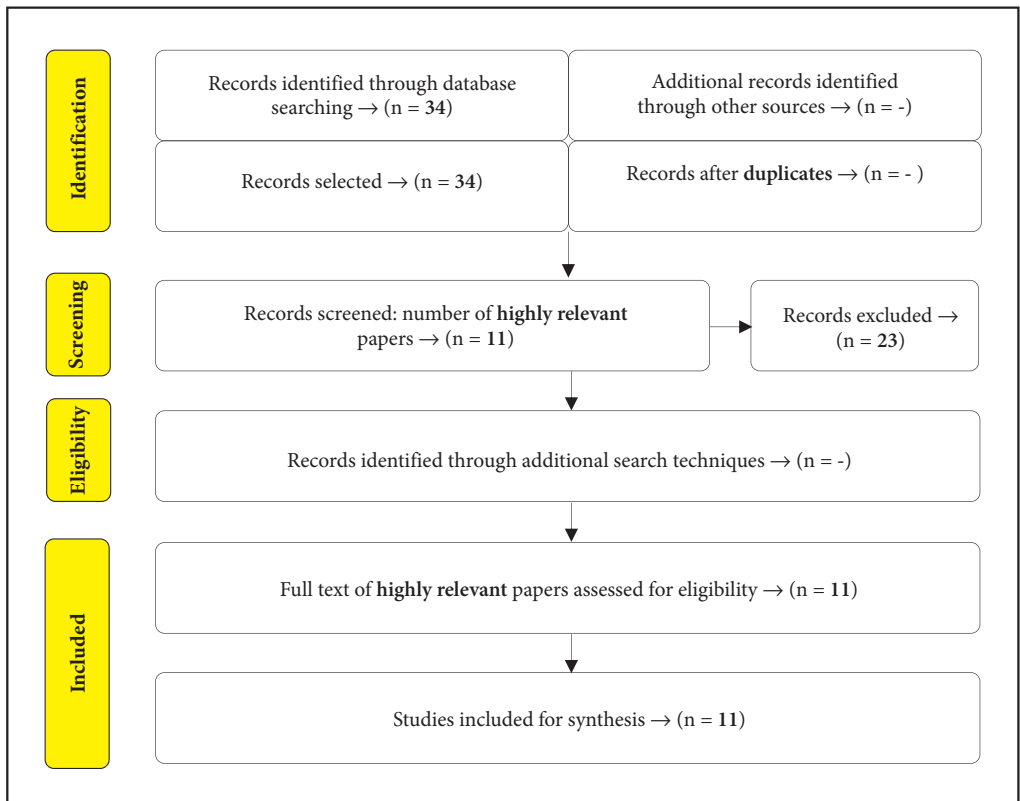 Identification
Records identified through database
searching → (n = 34)
Additional records identified
through other sources → (n = -)
Records selected → (n = 34)
Records after duplicates → (n = - )
Screening
Records screened: number of highly relevant
papers → (n = 11)
Records excluded →
(n = 23)
Eligibility
Records identified through additional search techniques → (n = -)
Included
Full text of highly relevant papers assessed for eligibility → (n = 11)
Studies included for synthesis → (n = 11)